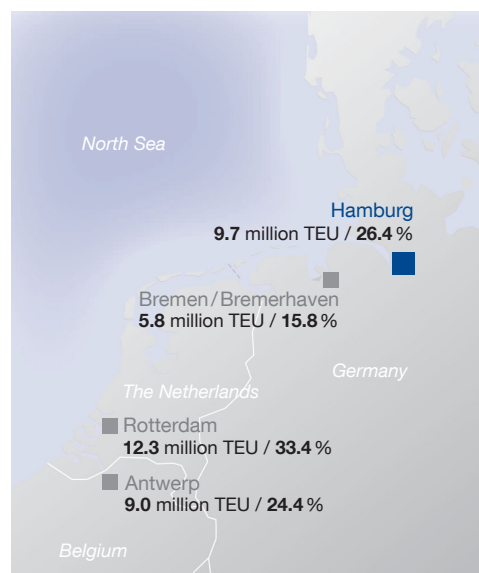 North Sea
Hamburg
9.7 million TEU / 26.4 %
Bremen / Bremerhaven
5.8 million TEU / 15.8 %
Germany
The Netherlands
Rotterdam
12.3 million TEU / 33.4 %
Antwerp
9.0 million TEU / 24.4 %
Belgium